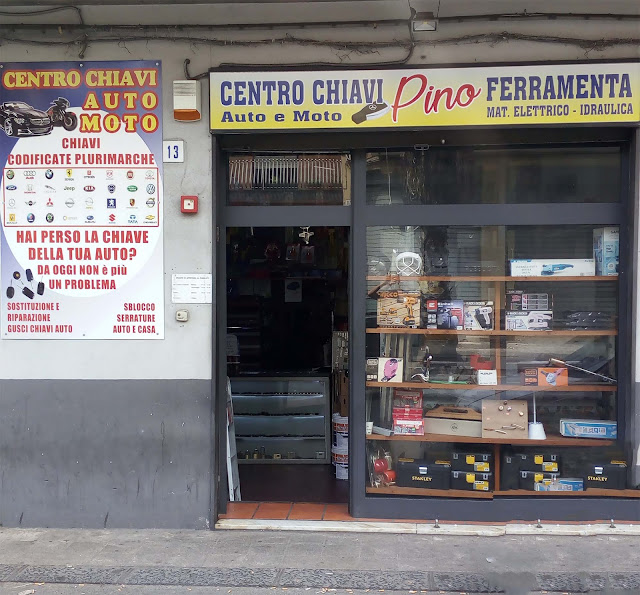 CENTRO CHIAVI
AUTO
MOTO
CHIAVI
CODIFICATE PLURIMARCHE
HAI PERSO LA CHIAVE
DELLA TUA AUTO?
DA OGGI NON è più
UN PROBLEMA
SOSTITUZIONE E
RIPARAZIONE
GUSCI CHIAVI AUTO
SBLOCCO
SERRATURE
AUTO E CASA
13
CENTRO CHIAVI
Auto e Moto
Pino
FERRAMENTA
MAT. ELETTRICO - IDRAULICA
STANLEY
STANLEY